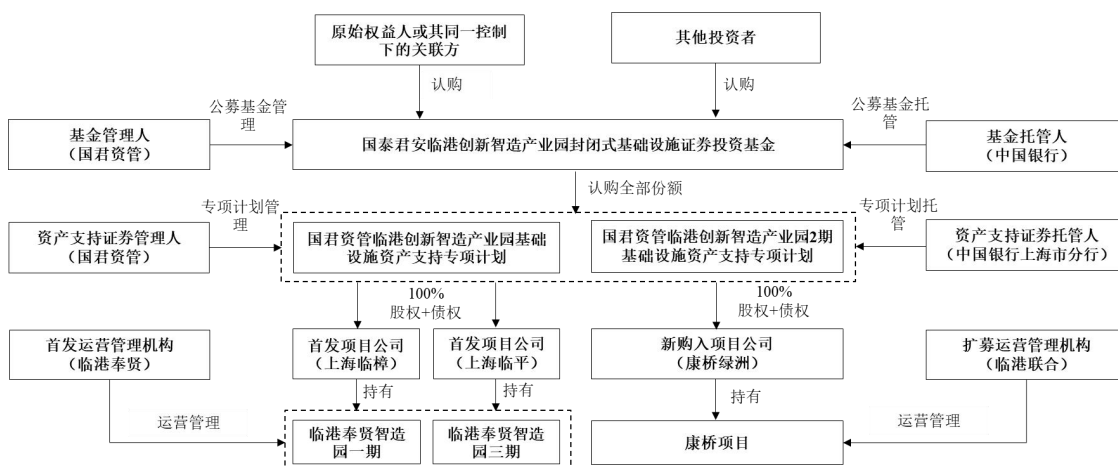 原始权益人或其同一控制
下的关联方
其他投资者
认购
认购
公募基金管
理
公募基金托
管
基金管理人
（国君资管）
国泰君安临港创新智造产业园封闭式基础设施证券投资基金
基金托管人
（中国银行）
认购全部份额
专项计划管
理
专项计划托
管
资产支持证券管理人
（国君资管）
国君资管临港创新智造产业园基础
设施资产支持专项计划
国君资管临港创新智造产业园2期
基础设施资产支持专项计划
资产支持证券托管人
（中国银行上海市分行）
100%
股权+债权
100%
股权+债权
首发运营管理机构
（临港奉贤）
首发项目公司
（上海临樟）
首发项目公司
（上海临平）
新购入项目公司
（康桥绿洲）
扩募运营管理机构
（临港联合）
持有
持有
持有
运营管理
运营管理
临港奉贤智造
园一期
临港奉贤智造
园三期
康桥项目